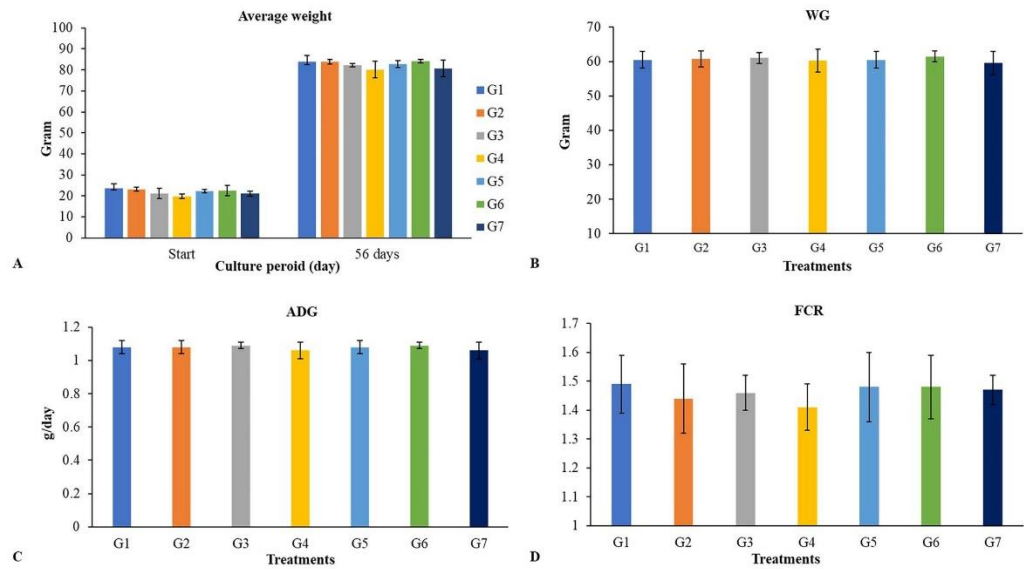 Average weight
100
90
80
70
60
50
40
30
20
10
0
Gram
Start
56 days
Culture peroid (day)
G1
G2
G3
G4
G5
G6
G7
A
WG
70
60
50
40
30
20
10
Gram
G1 G2 G3 G4 G5 G6 G7
Treatments
B
ADG
1.2
1
0.8
0.6
0.4
0.2
0
g/day
G1 G2 G3 G4 G5 G6 G7
Treatments
C
FCR
1.7
1.6
1.5
1.4
1.3
1.2
1.1
1
G1 G2 G3 G4 G5 G6 G7
Treatments
D